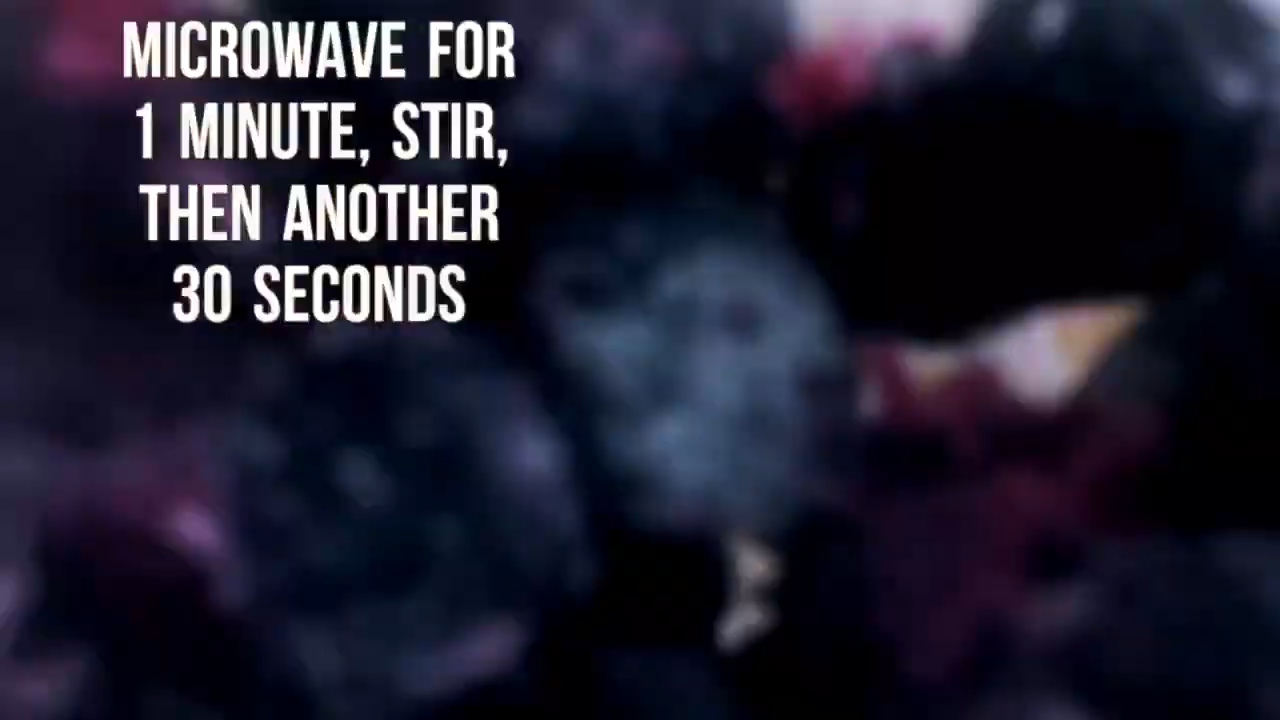 MICROWAVE FOR
1 MINUTE, STIR,
THEN ANOTHER
30 SECONDS